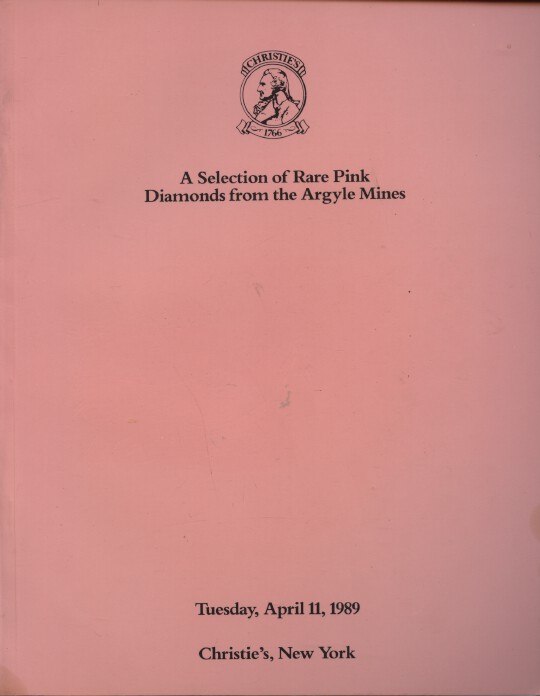 CHRISTIE'S
1766
A Selection of Rare Pink
Diamonds from the Argyle Mines
Tuesday, April 11, 1989
Christie's, New York